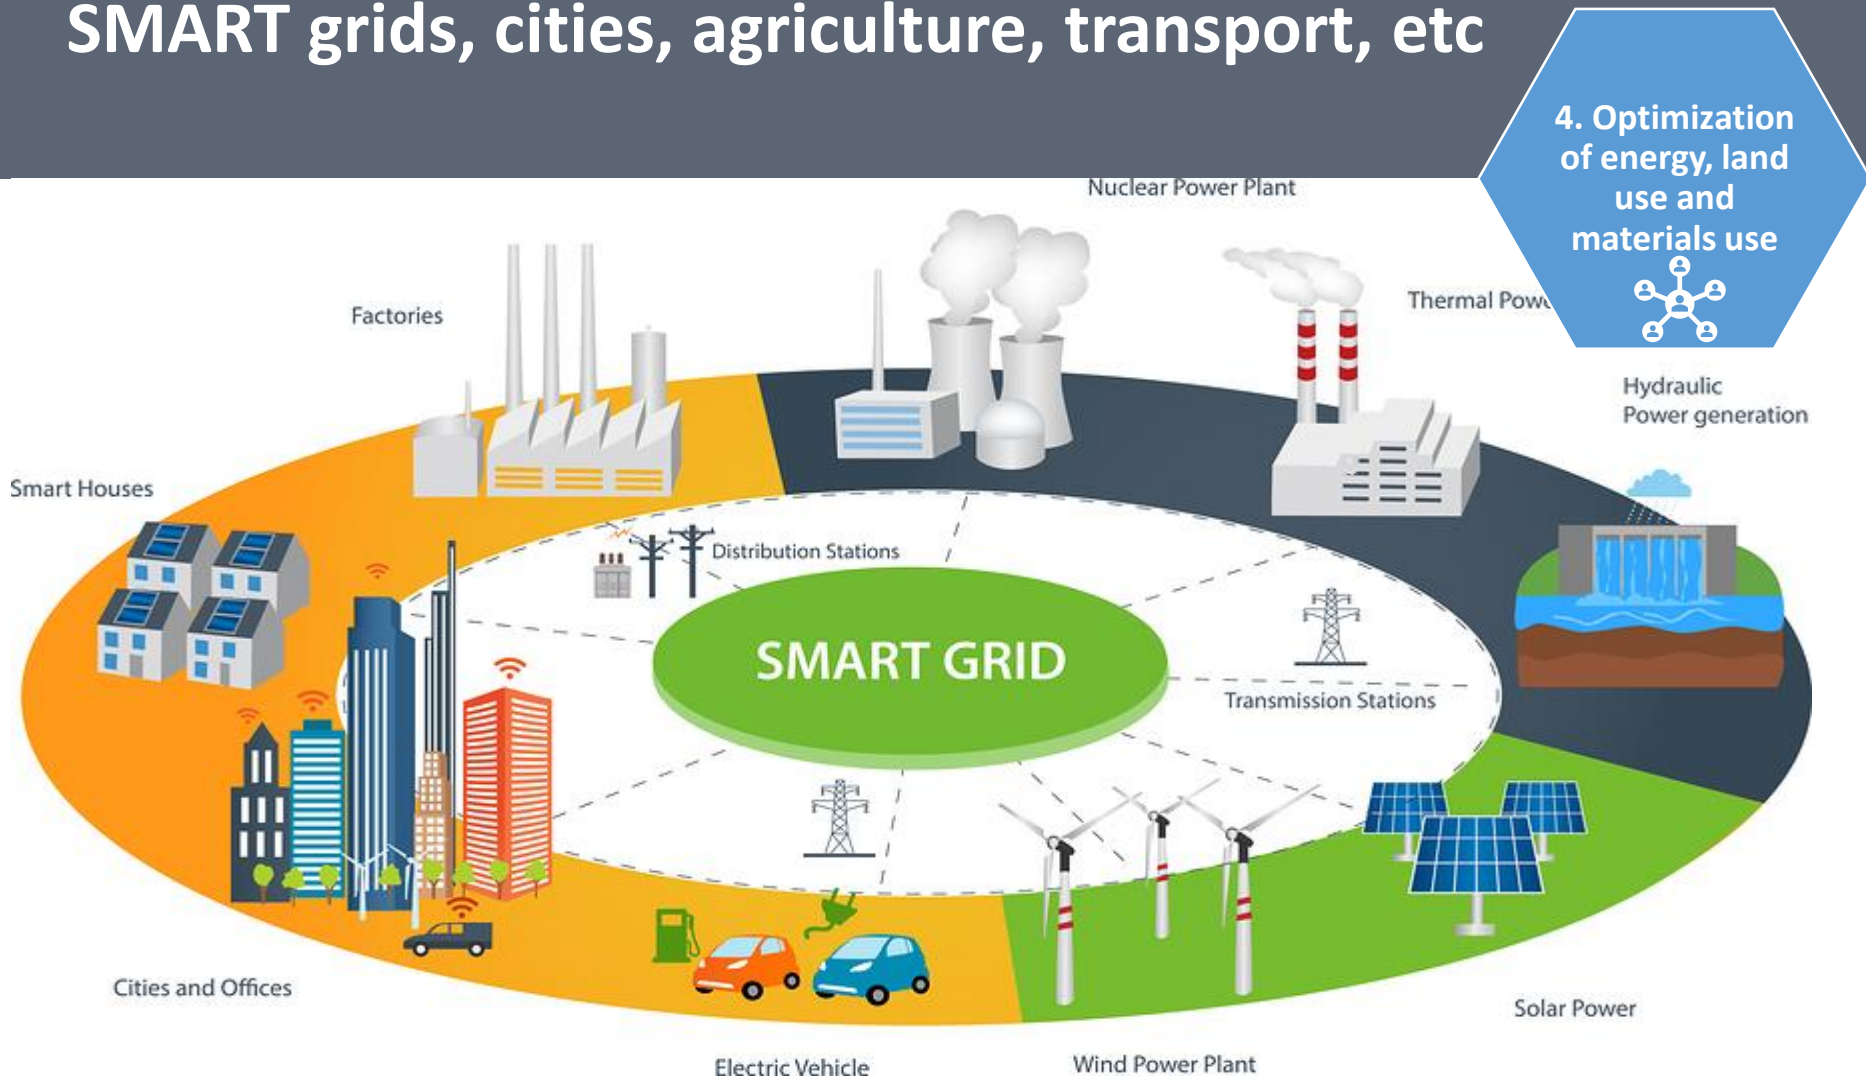 SMART grids, cities, agriculture, transport, etc
4. Optimization
of energy, land
use and
materials use
Nuclear Power Plant
Factories
Thermal
Hydraulic
Power generation
Smart Houses
Distribution Stations
SMART GRID
Transmission Stations
Cities and Offices
Solar Power
Electric Vehicle
Wind Power Plant